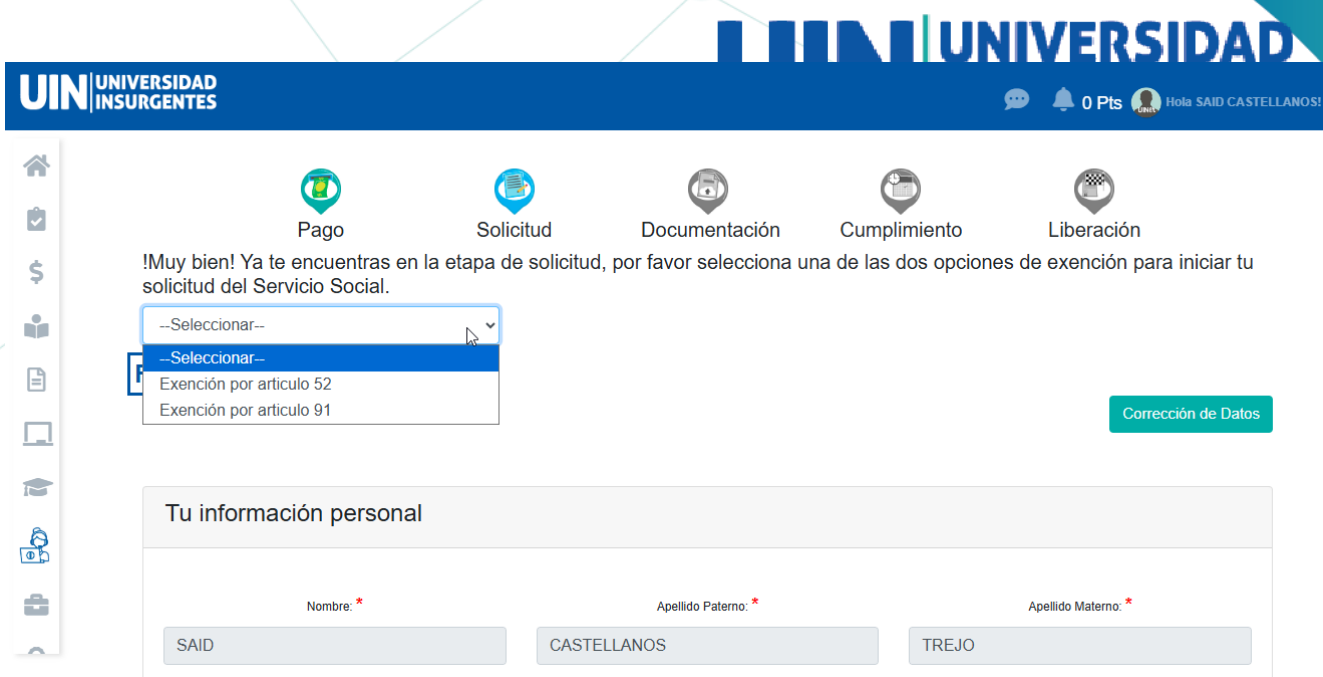 UIN UNIVERSIDAD
UIN UNIVERSIDAD
INSURGENTES
0 Pts
Hola SAID CASTELLANOS!
Pago
Solicitud
Documentación
Cumplimiento
Liberación
!Muy bien! Ya te encuentras en la etapa de solicitud, por favor selecciona una de las dos opciones de exención para iniciar tu
solicitud del Servicio Social.
--Seleccionar--
--Seleccionar--
Exención por articulo 52
Exención por articulo 91
Corrección de Datos
Tu información personal
Nombre: *
Apellido Paterno: *
Apellido Materno: *
SAID
CASTELLANOS
TREJO